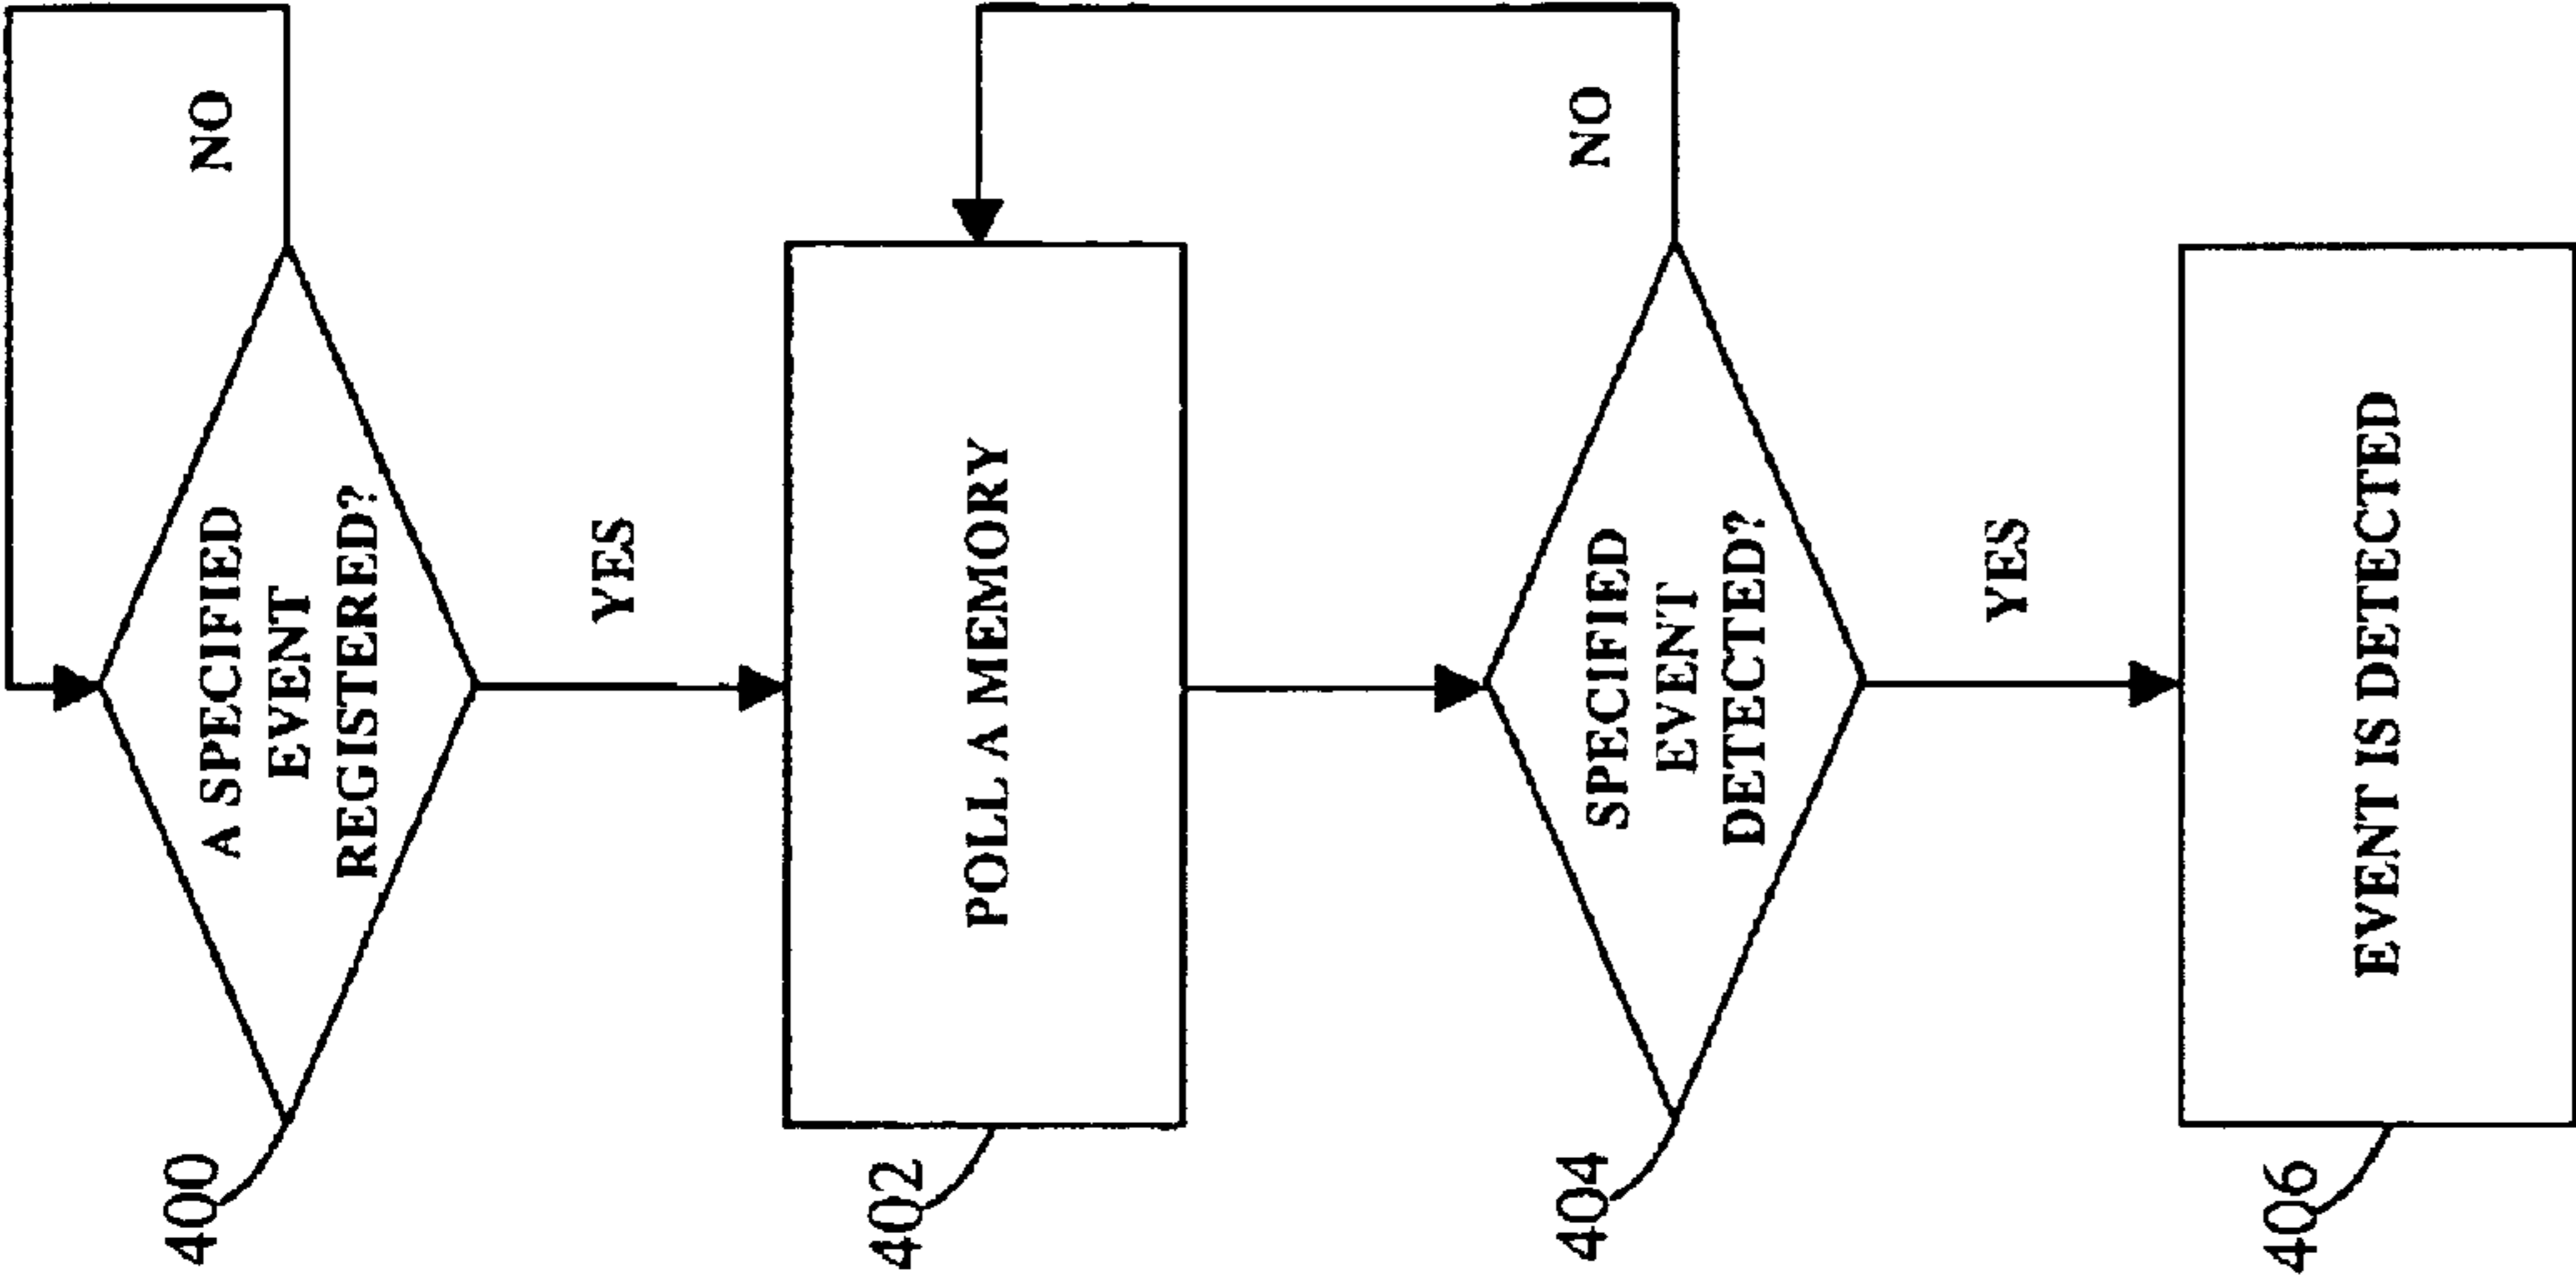 400
A SPECIFIED
EVENT
REGISTERED?
NO
YES
402
POLL A MEMORY
404
SPECIFIED
EVENT
DETECTED?
NO
YES
406
EVENT IS DETECTED